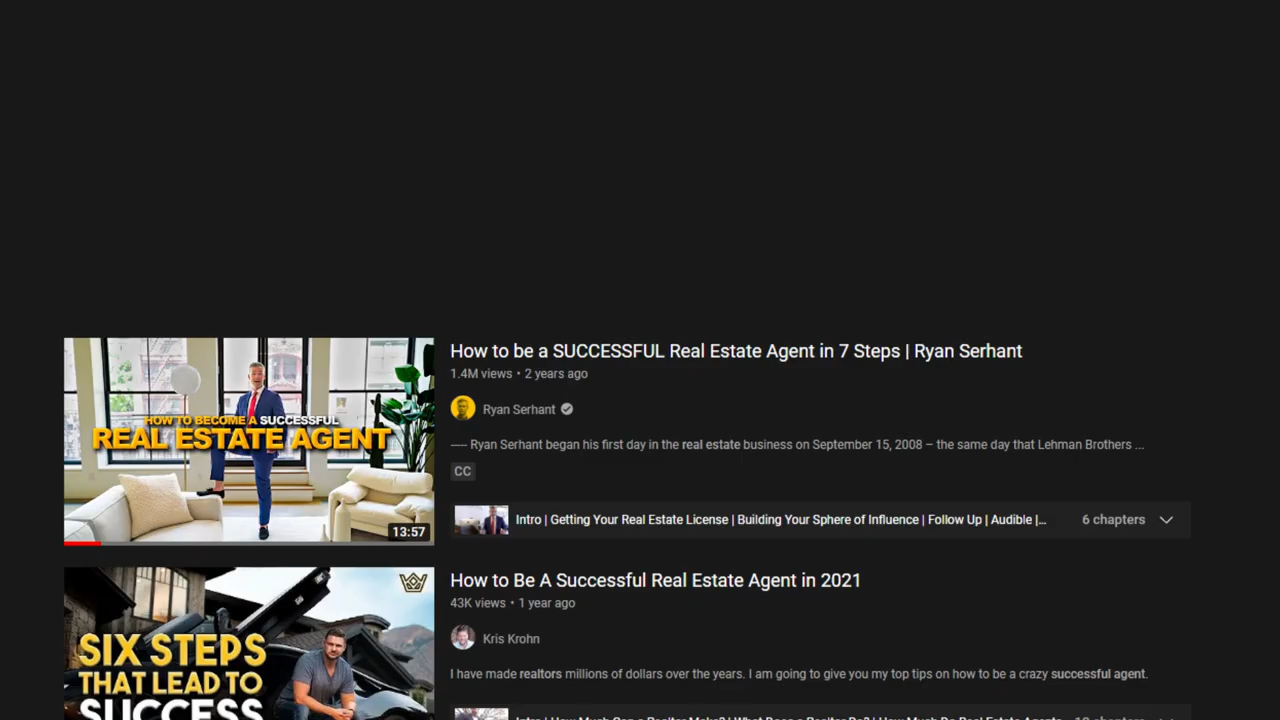 How to be a SUCCESSFUL Real Estate Agent in 7 Steps | Ryan Serhant
1.4M views • 2 years ago
Ryan Serhant
HOW TO BECOME A SUCCESSFUL
REAL ESTATE AGENT
–– Ryan Serhant began his first day in the real estate business on September 15, 2008 – the same day that Lehman Brothers ...
CC
13:57
Intro | Getting Your Real Estate License | Building Your Sphere of Influence | Follow Up | Audible |...
6 chapters
How to Be A Successful Real Estate Agent in 2021
43K views • 1 year ago
Kris Krohn
SIX STEPS
THAT LEAD TO
SUCCESS
I have made realtors millions of dollars over the years. I am going to give you my top tips on how to be a crazy successful agent.